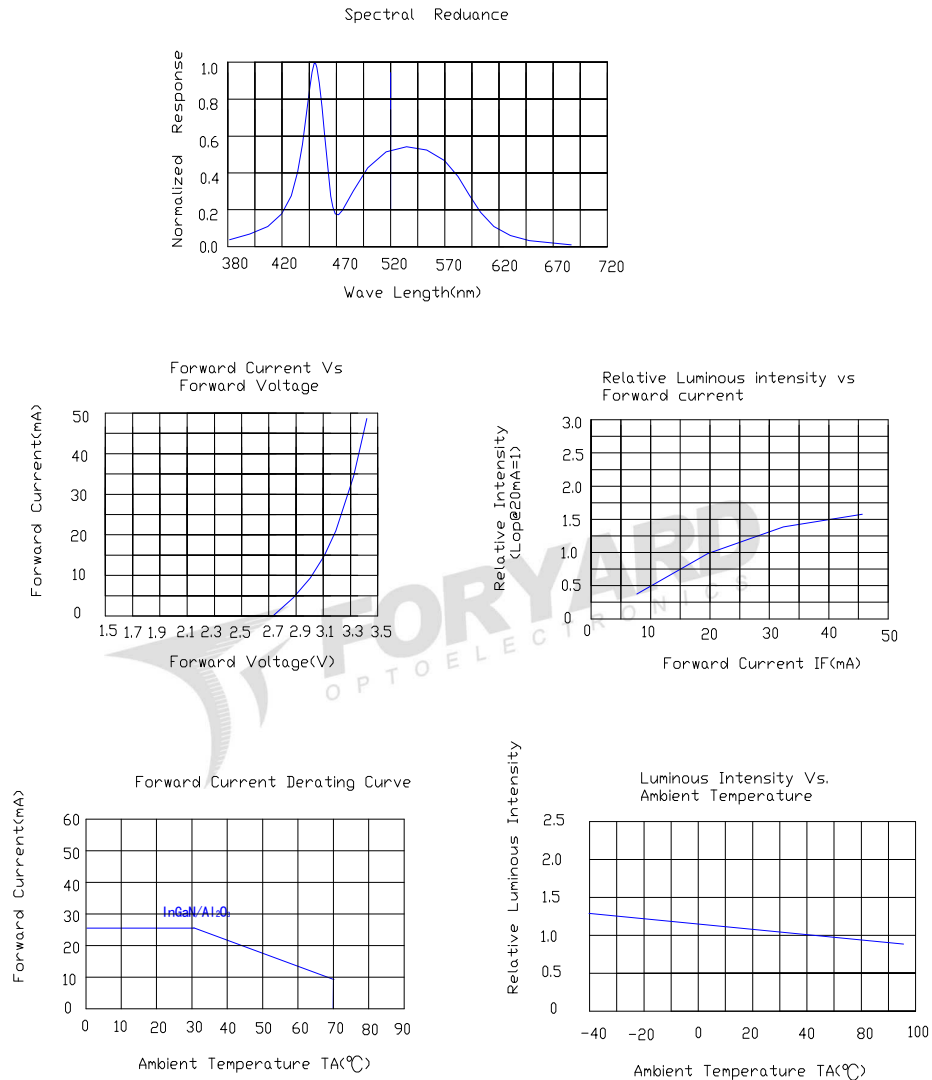 Spectral Reduance
Normalized Response
1.0
0.8
0.6
0.4
0.2
0.0
380 420 470 520 570 620 670 720
Wave Length(nm)
Forward Current Vs
Forward Voltage
Forward Current(mA)
50
40
30
20
10
0
1.5 1.7 1.9 2.1 2.3 2.5 2.7 2.9 3.1 3.3 3.5
Forward Voltage(V)
Relative Luminous intensity vs
Forward current
Relative Intensity
(Lop@20mA=1)
3.0
2.5
2.0
1.5
1.0
0.5
0
0 10 20 30 40 50
Forward Current IF(mA)
FORYARD
OPTOELECTRONICS
Forward Current Derating Curve
Forward Current(mA)
60
50
40
30
20
10
0
InGaN/Al₂O₃
0 10 20 30 40 50 60 70 80 90
Ambient Temperature TA(℃)
Luminous Intensity Vs.
Ambient Temperature
Relative Luminous Intensity
2.5
2.0
1.5
1.0
0.5
0
-40 -20 0 20 40 60 80 100
Ambient Temperature TA(℃)